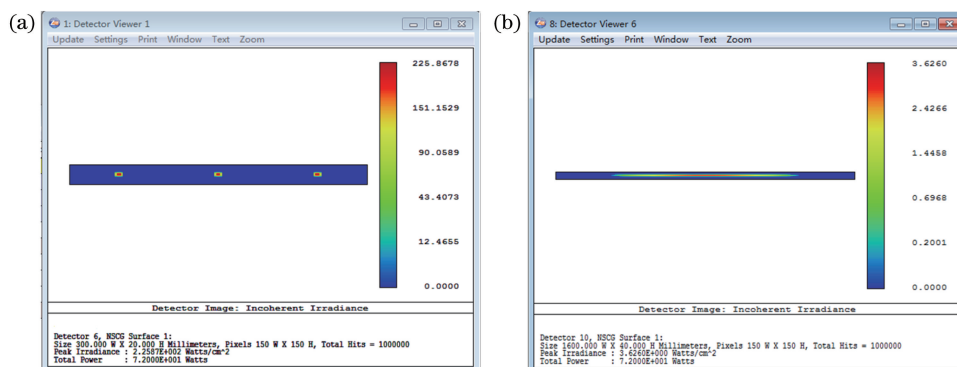 (a)
1: Detector Viewer 1
Update Settings Print Window Text Zoom
225.8678
151.1529
90.0589
43.4073
12.4655
0.0000
Detector Image: Incoherent Irradiance
Detector 6, NSCG Surface 1:
Size 300.000 W X 20.000 H Millimeters, Pixels 150 W X 150 H, Total Hits = 1000000
Peak Irradiance : 2.2587E+002 Watts/cm^2
Total Power : 7.2000E+001 Watts
(b)
8: Detector Viewer 6
Update Settings Print Window Text Zoom
3.6260
2.4266
1.4458
0.6968
0.2001
0.0000
Detector Image: Incoherent Irradiance
Detector 10, NSCG Surface 1:
Size 1600.000 W X 40.000 H Millimeters, Pixels 150 W X 150 H, Total Hits = 1000000
Peak Irradiance : 3.6260E+000 Watts/cm^2
Total Power : 7.2000E+001 Watts